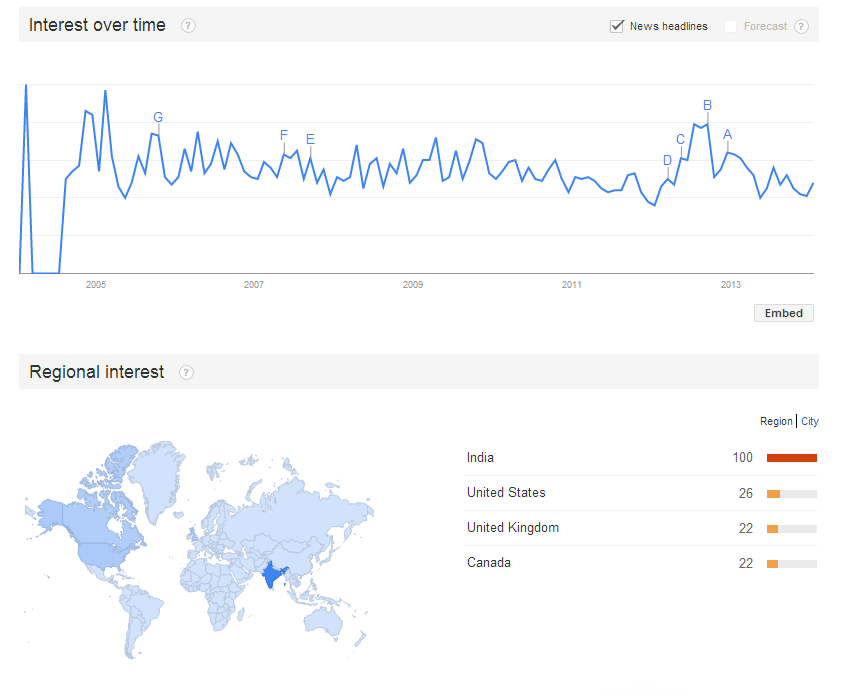 Interest over time ?
News headlines Forecast ?
B
G
F E C A
D
2005 2007 2009 2011 2013
Embed
Regional interest ?
Region | City
India 100
United States 26
United Kingdom 22
Canada 22